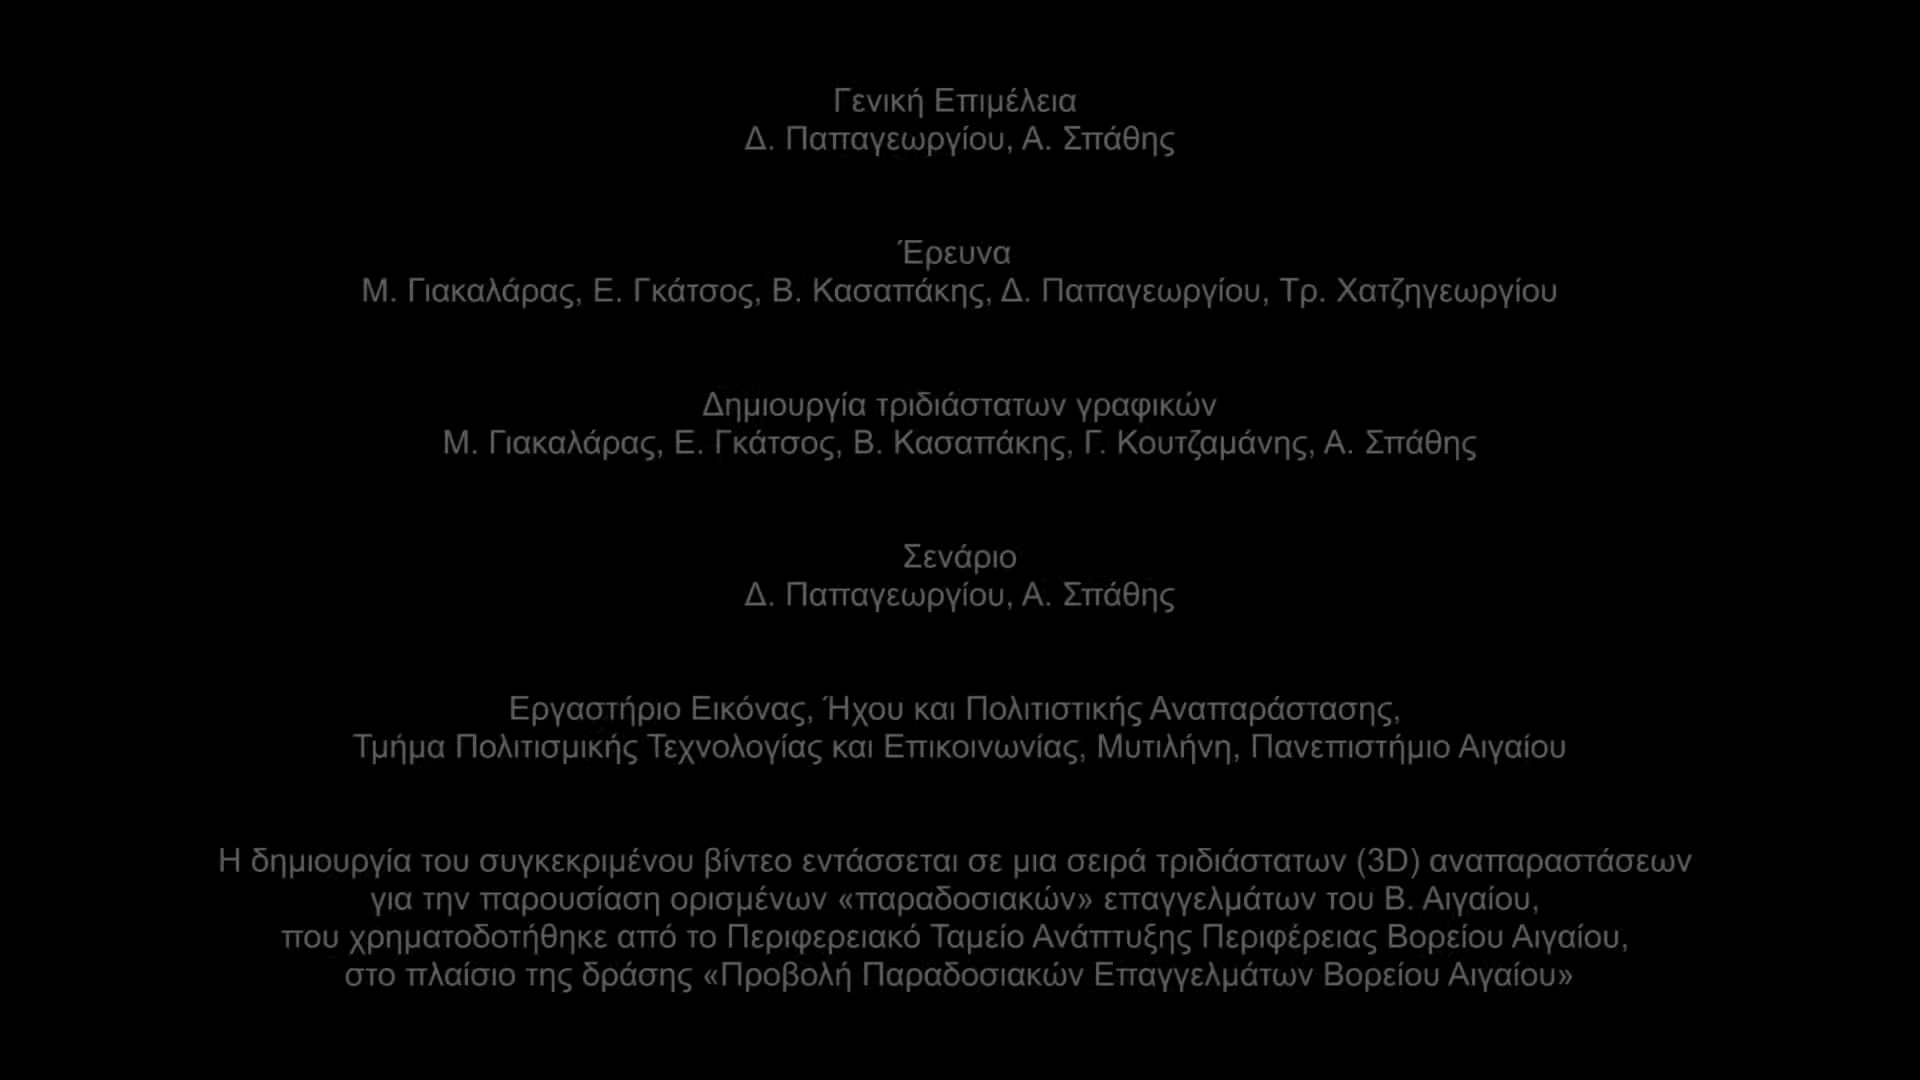 Γενική Επιμέλεια
Δ. Παπαγεωργίου, Α. Σπάθης
Έρευνα
Μ. Γιακαλάρας, Ε. Γκάτσος, Β. Κασαπάκης, Δ. Παπαγεωργίου, Τρ. Χατζηγεωργίου
Δημιουργία τριδιάστατων γραφικών
Μ. Γιακαλάρας, Ε. Γκάτσος, Β. Κασαπάκης, Γ. Κουτζαμάνης, Α. Σπάθης
Σενάριο
Δ. Παπαγεωργίου, Α. Σπάθης
Εργαστήριο Εικόνας, Ήχου και Πολιτιστικής Αναπαράστασης,
Τμήμα Πολιτισμικής Τεχνολογίας και Επικοινωνίας, Μυτιλήνη, Πανεπιστήμιο Αιγαίου
Η δημιουργία του συγκεκριμένου βίντεο εντάσσεται σε μια σειρά τριδιάστατων (3D) αναπαραστάσεων
για την παρουσίαση ορισμένων «παραδοσιακών» επαγγελμάτων του Β. Αιγαίου,
που χρηματοδοτήθηκε από το Περιφερειακό Ταμείο Ανάπτυξης Περιφέρειας Βορείου Αιγαίου,
στο πλαίσιο της δράσης «Προβολή Παραδοσιακών Επαγγελμάτων Βορείου Αιγαίου»